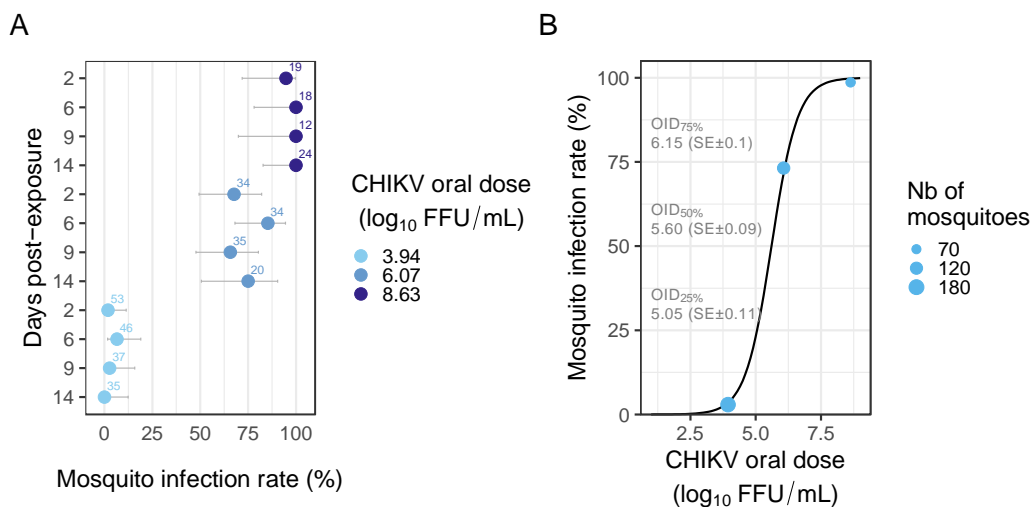 A
Days post−exposure
2
19
6
18
9
12
14
24
2
34
6
34
9
35
14
20
2
53
6
46
9
37
14
35
0 25 50 75 100
Mosquito infection rate (%)
CHIKV oral dose
(log10 FFU/mL)
3.94
6.07
8.63
B
Mosquito infection rate (%)
100
75
50
25
0
OID75%
6.15 (SE±0.1)
OID50%
5.60 (SE±0.09)
OID25%
5.05 (SE±0.11)
2.5 5.0 7.5
CHIKV oral dose
(log10 FFU/mL)
Nb of
mosquitoes
70
120
180